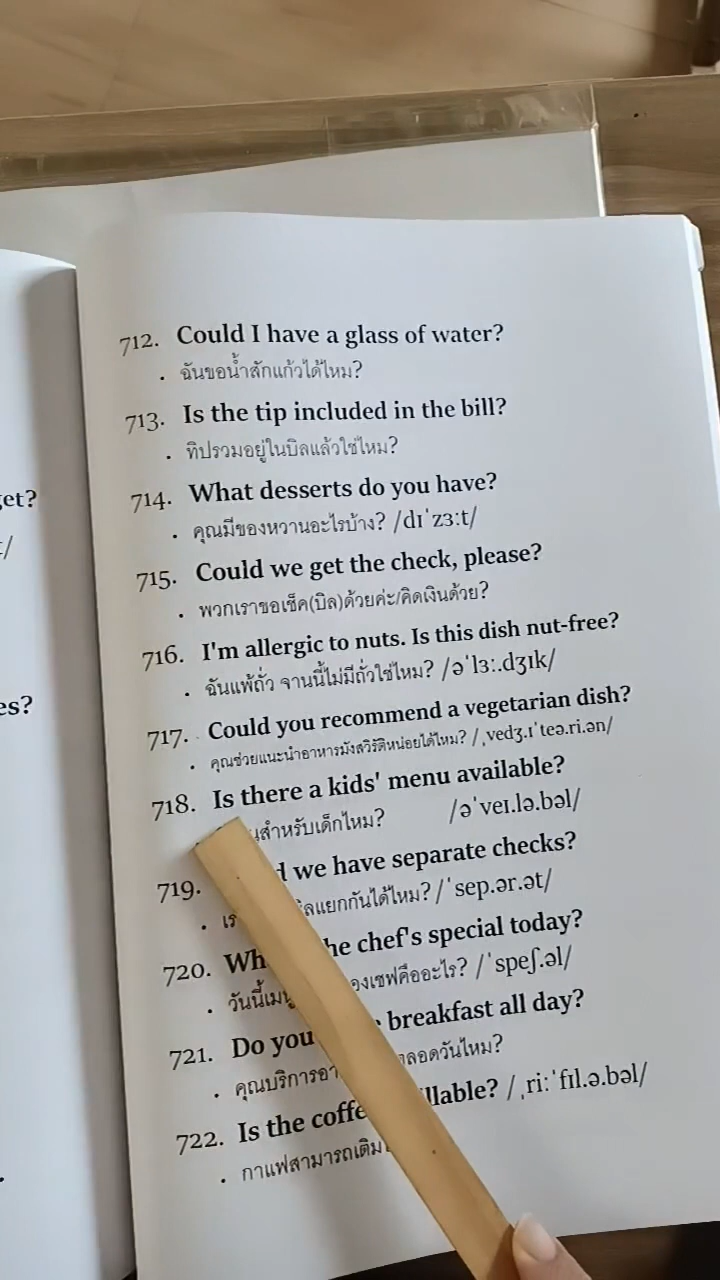 712. Could I have a glass of water?
• ฉันขอน้ำสักแก้วได้ไหม?
713. Is the tip included in the bill?
• ทิปรวมอยู่ในบิลแล้วใช่ไหม?
714. What desserts do you have?
• คุณมีของหวานอะไรบ้าง? /dɪˈzɜːt/
715. Could we get the check, please?
• พวกเราขอเช็ค(บิล)ด้วยค่ะ/คิดเงินด้วย?
716. I'm allergic to nuts. Is this dish nut-free?
• ฉันแพ้ถั่ว จานนี้ไม่มีถั่วใช่ไหม? /əˈlɜː.dʒɪk/
717. Could you recommend a vegetarian dish?
• คุณช่วยแนะนำอาหารมังสวิรัติหน่อยได้ไหม? /ˌvedʒ.ɪˈteə.ri.ən/
718. Is there a kids' menu available?
สำหรับเด็กไหม? /əˈveɪ.lə.bəl/
719. we have separate checks?
• แยกกันได้ไหม? /ˈsep.ər.ət/
720. chef's special today?
• วันนี้ เชฟคืออะไร? /ˈspeʃ.əl/
721. Do you breakfast all day?
• คุณบริการ ตลอดวันไหม?
722. Is the /ˌriːˈfɪl.ə.bəl/
• กาแฟสามารถเติม
et?
/
es?